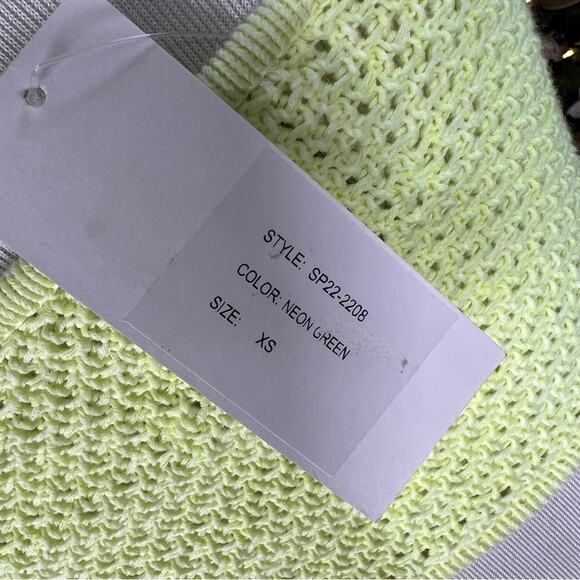 STYLE: SP22-2208
COLOR: NEON GREEN
SIZE: XS